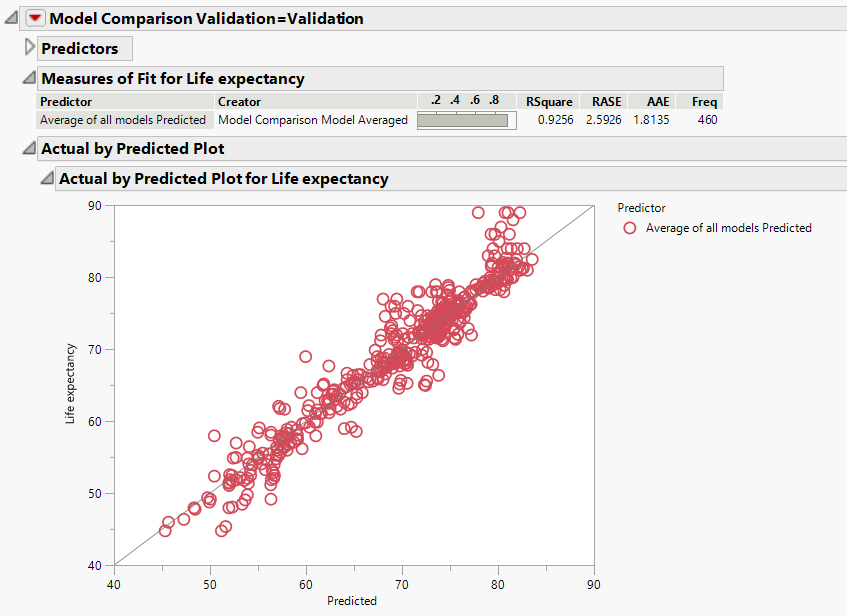 Model Comparison Validation=Validation
Predictors
Measures of Fit for Life expectancy
Predictor Creator .2 .4 .6 .8 RSquare RASE AAE Freq
Average of all models Predicted Model Comparison Model Averaged 0.9256 2.5926 1.8135 460
Actual by Predicted Plot
Actual by Predicted Plot for Life expectancy
90
80
70
60
50
40
Life expectancy
40 50 60 70 80 90
Predicted
Predictor
Average of all models Predicted